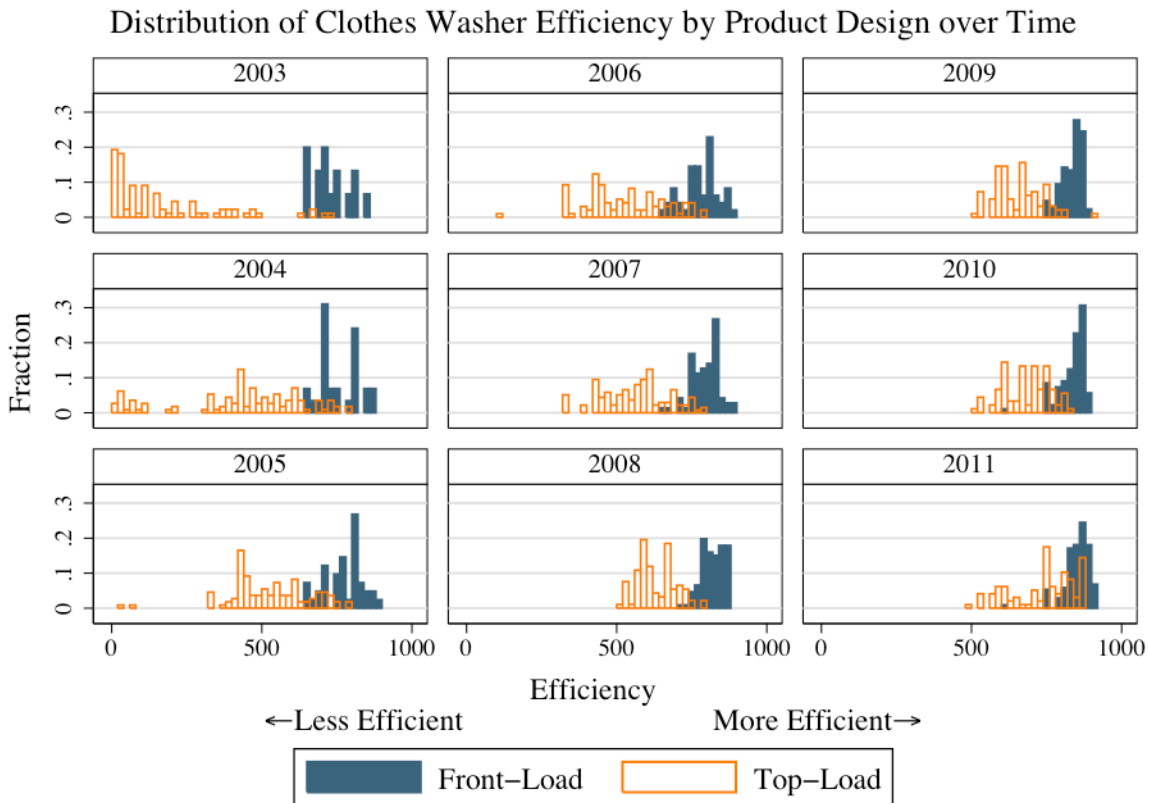 Distribution of Clothes Washer Efficiency by Product Design over Time
2003 2006 2009
.3
.2
.1
0
2004 2007 2010
.3
.2
.1
0
Fraction
2005 2008 2011
.3
.2
.1
0
0 500 1000 0 500 1000 0 500 1000
Efficiency
←Less Efficient More Efficient→
Front−Load Top−Load